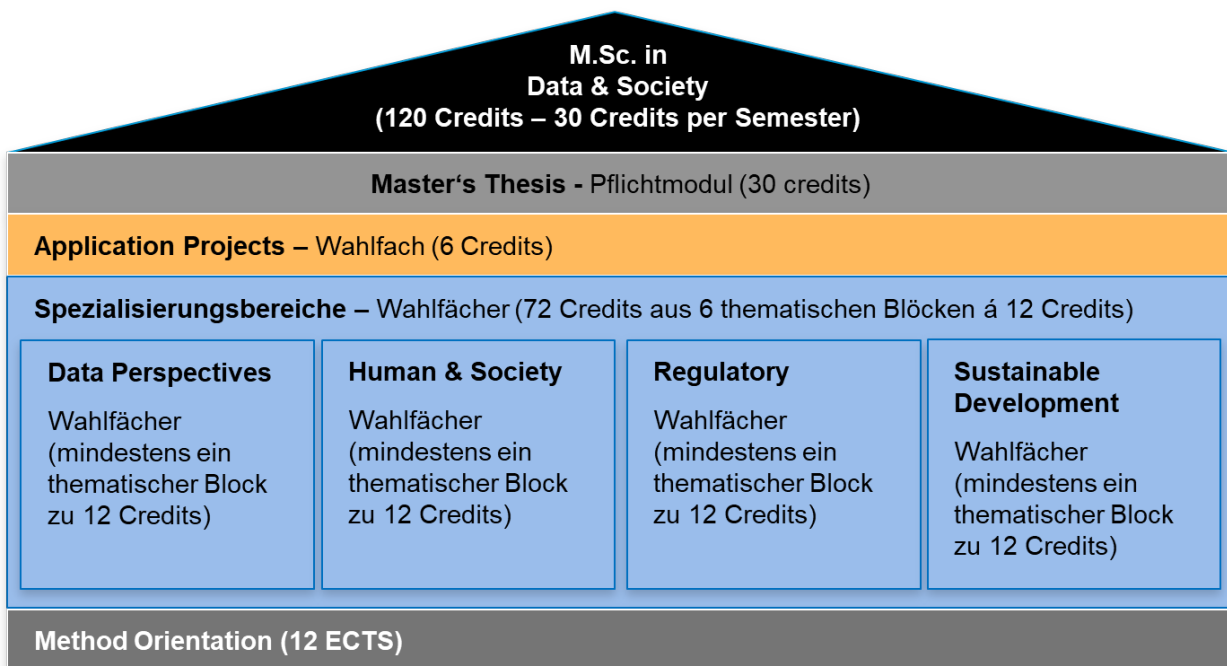 M.Sc. in
Data & Society
(120 Credits – 30 Credits per Semester)
Master‘s Thesis - Pflichtmodul (30 credits)
Application Projects – Wahlfach (6 Credits)
Spezialisierungsbereiche – Wahlfächer (72 Credits aus 6 thematischen Blöcken á 12 Credits)
Data Perspectives
Wahlfächer
(mindestens ein
thematischer Block
zu 12 Credits)
Human & Society
Wahlfächer
(mindestens ein
thematischer Block
zu 12 Credits)
Regulatory
Wahlfächer
(mindestens ein
thematischer Block
zu 12 Credits)
Sustainable
Development
Wahlfächer
(mindestens ein
thematischer Block
zu 12 Credits)
Method Orientation (12 ECTS)